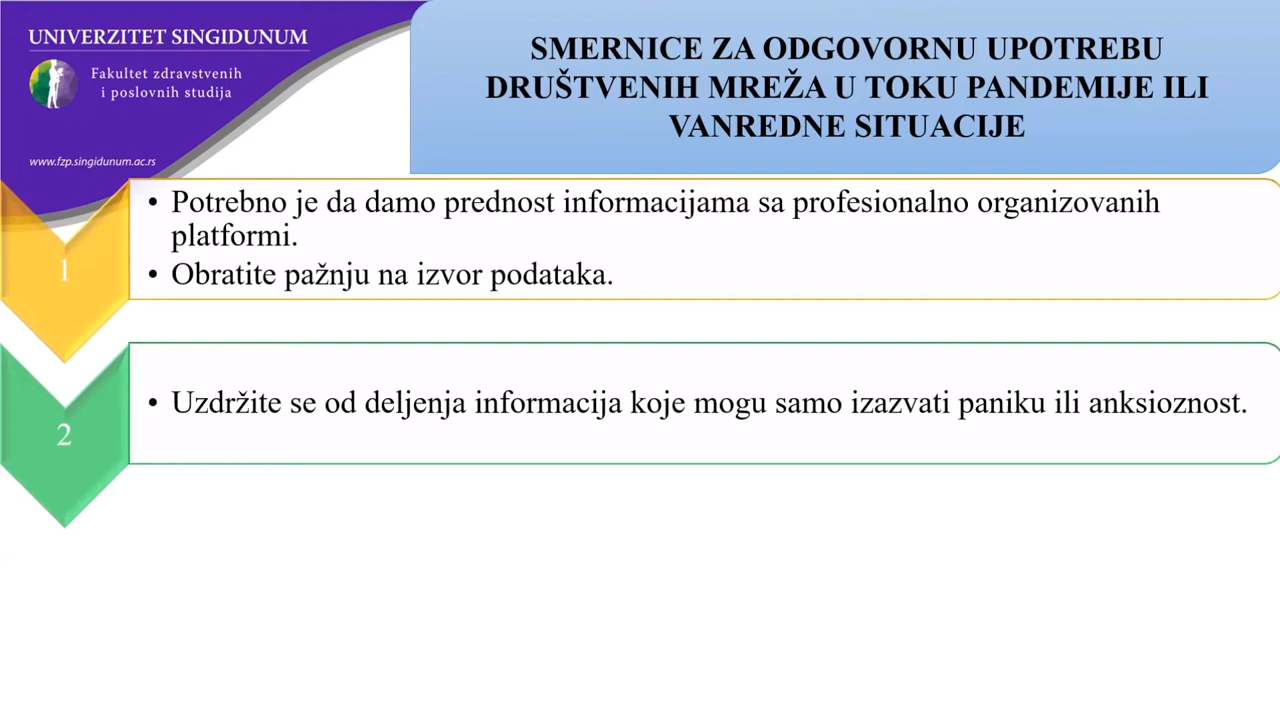 UNIVERZITET SINGIDUNUM
Fakultet zdravstvenih
i poslovnih studija
www.fzp.singidunum.ac.rs
SMERNICE ZA ODGOVORNU UPOTREBU
DRUŠTVENIH MREŽA U TOKU PANDEMIJE ILI
VANREDNE SITUACIJE
1
• Potrebno je da damo prednost informacijama sa profesionalno organizovanih
platformi.
• Obratite pažnju na izvor podataka.
2
• Uzdržite se od deljenja informacija koje mogu samo izazvati paniku ili anksioznost.